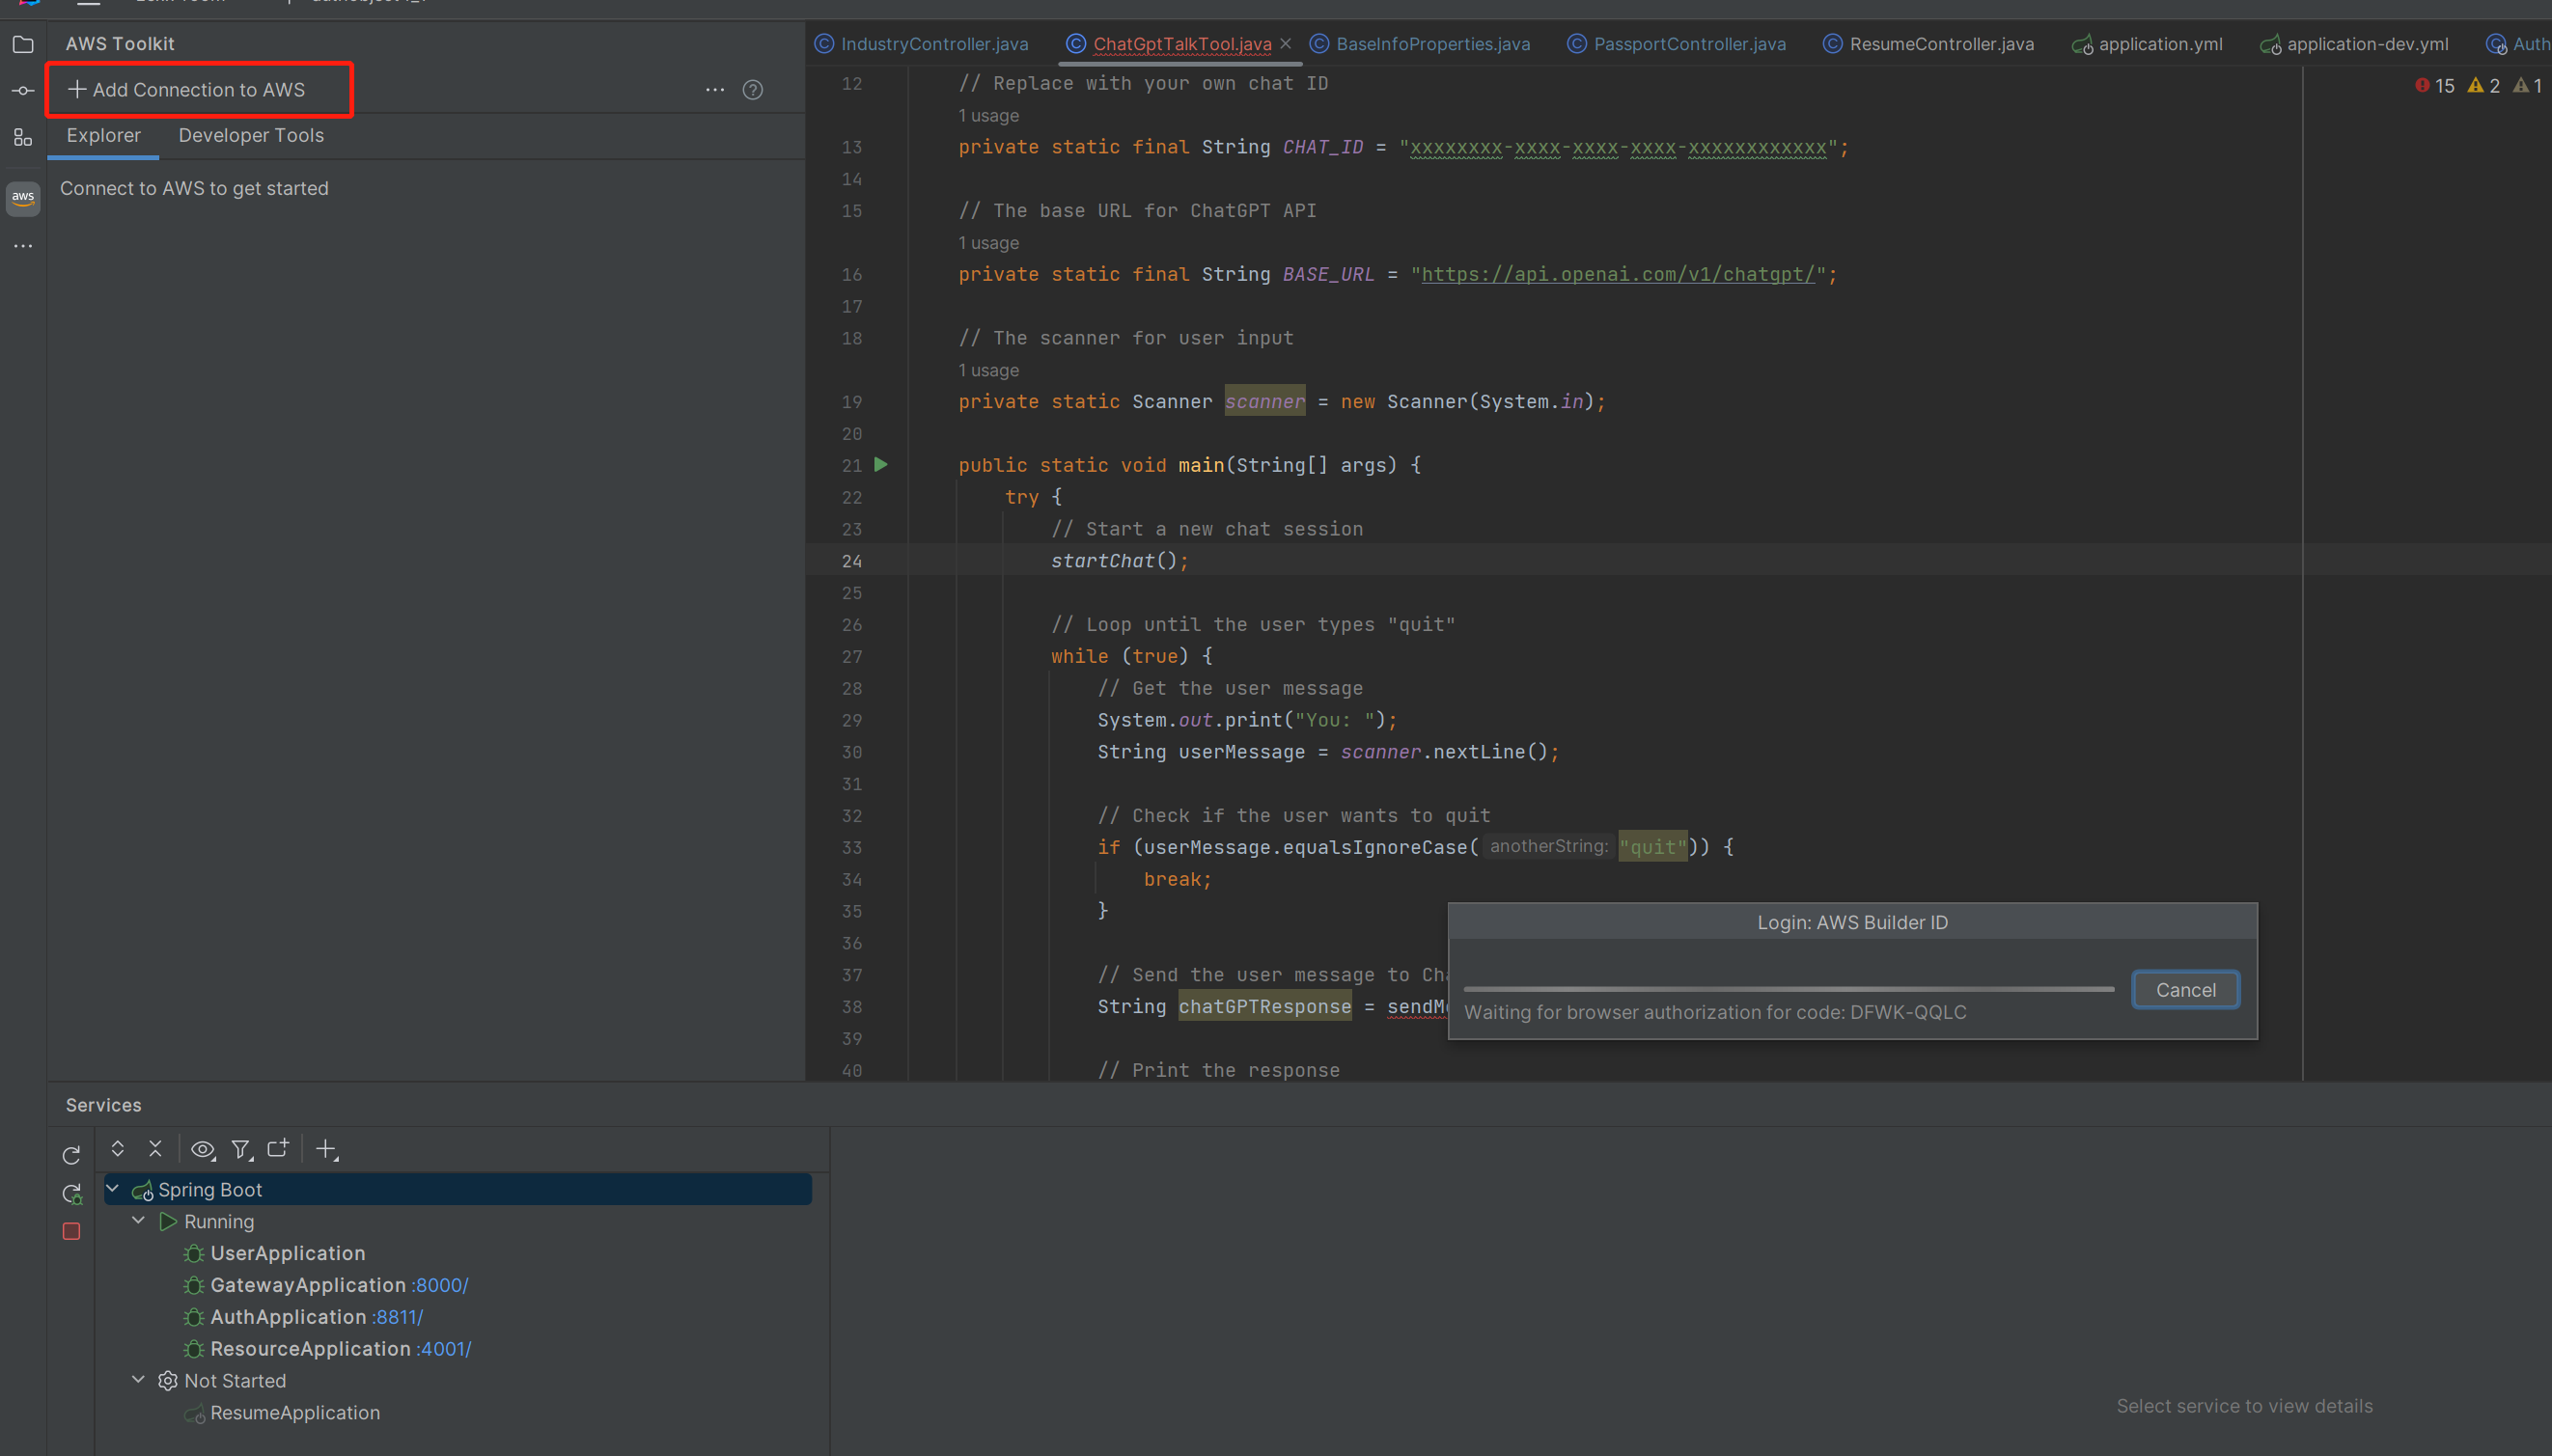 AWS Toolkit
Add Connection to AWS
Explorer Developer Tools
Connect to AWS to get started
aws
IndustryController.java ChatGptTalkTool.java BaseInfoProperties.java PassportController.java ResumeController.java application.yml application-dev.yml Auth
15 2 1
12 // Replace with your own chat ID
1 usage
13 private static final String CHAT_ID = "xxxxxxxx-xxxx-xxxx-xxxx-xxxxxxxxxxxx";
14
15 // The base URL for ChatGPT API
1 usage
16 private static final String BASE_URL = "https://api.openai.com/v1/chatgpt/";
17
18 // The scanner for user input
1 usage
19 private static Scanner scanner = new Scanner(System.in);
20
21 public static void main(String[] args) {
22 try {
23 // Start a new chat session
24 startChat();
25
26 // Loop until the user types "quit"
27 while (true) {
28 // Get the user message
29 System.out.print("You: ");
30 String userMessage = scanner.nextLine();
31
32 // Check if the user wants to quit
33 if (userMessage.equalsIgnoreCase( anotherString: "quit")) {
34 break;
35 }
36
37 // Send the user message to Cha
38 String chatGPTResponse = sendMe
39
40 // Print the response
Login: AWS Builder ID
Cancel
Waiting for browser authorization for code: DFWK-QQLC
Services
Spring Boot
Running
UserApplication
GatewayApplication :8000/
AuthApplication :8811/
ResourceApplication :4001/
Not Started
ResumeApplication
Select service to view details